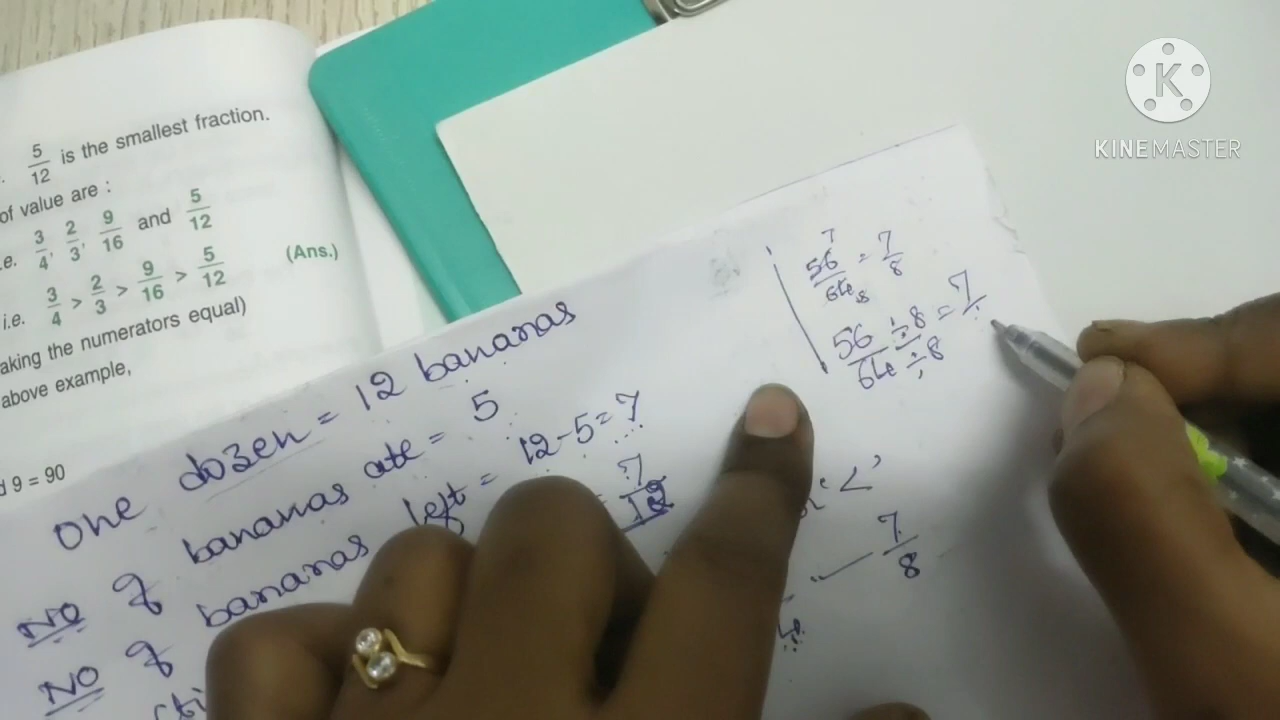 5/12 is the smallest fraction.
of value are :
3/4, 2/3, 9/16 and 5/12
i.e. 3/4 > 2/3 > 9/16 > 5/12 (Ans.)
aking the numerators equal)
above example,
d 9 = 90
one dozen = 12 bananas
NO of bananas ate = 5
NO of bananas left = 12-5=7
7/12
7
56/64 = 7/8
8
56/64 ÷8/÷8 = 7/
<
7/8
K
KINEMASTER